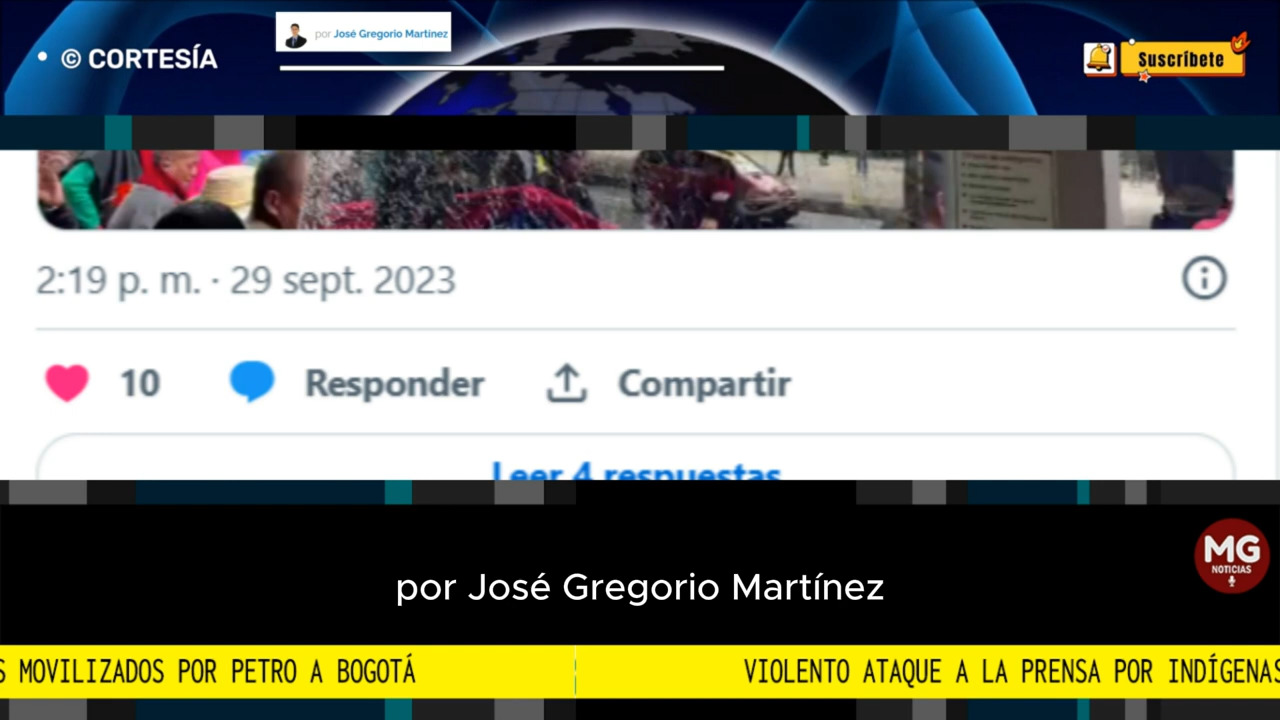 por José Gregorio Martínez
• © CORTESÍA
Suscríbete
2:19 p. m. · 29 sept. 2023
10
Responder
Compartir
Leer 4 respuestas
MG
NOTICIAS
por José Gregorio Martínez
S MOVILIZADOS POR PETRO A BOGOTÁ
VIOLENTO ATAQUE A LA PRENSA POR INDÍGENAS